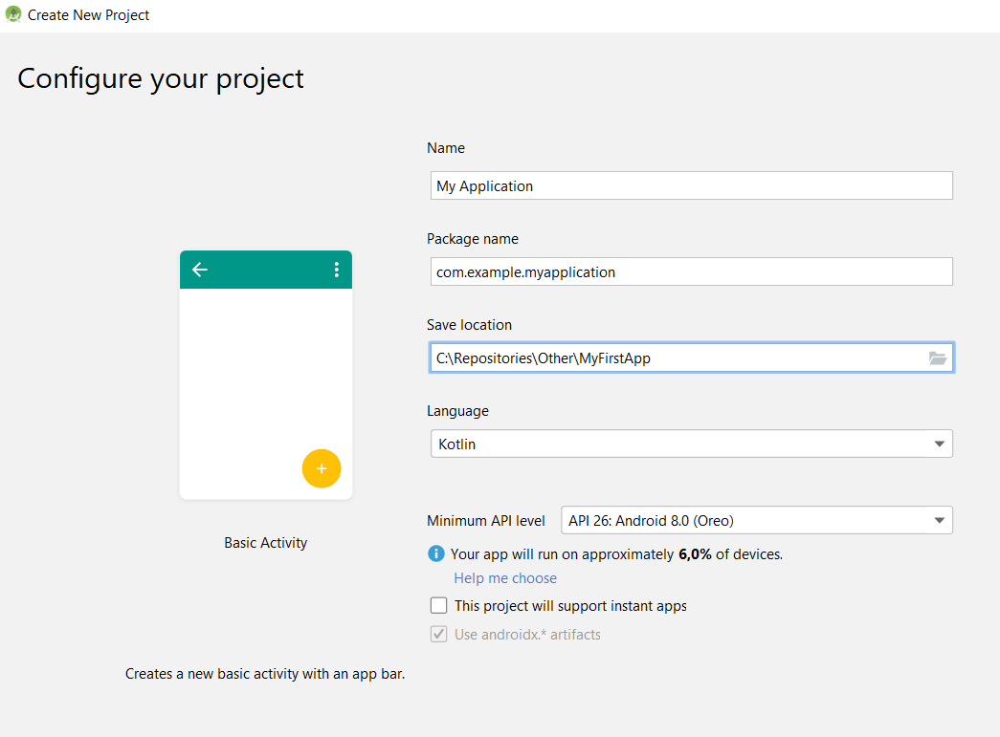 Create New Project
Configure your project
Name
My Application
Package name
com.example.myapplication
Save location
C:\Repositories\Other\MyFirstApp
Language
Kotlin
Minimum API level
API 26: Android 8.0 (Oreo)
Your app will run on approximately 6,0% of devices.
Help me choose
This project will support instant apps
Use androidx.* artifacts
Basic Activity
Creates a new basic activity with an app bar.